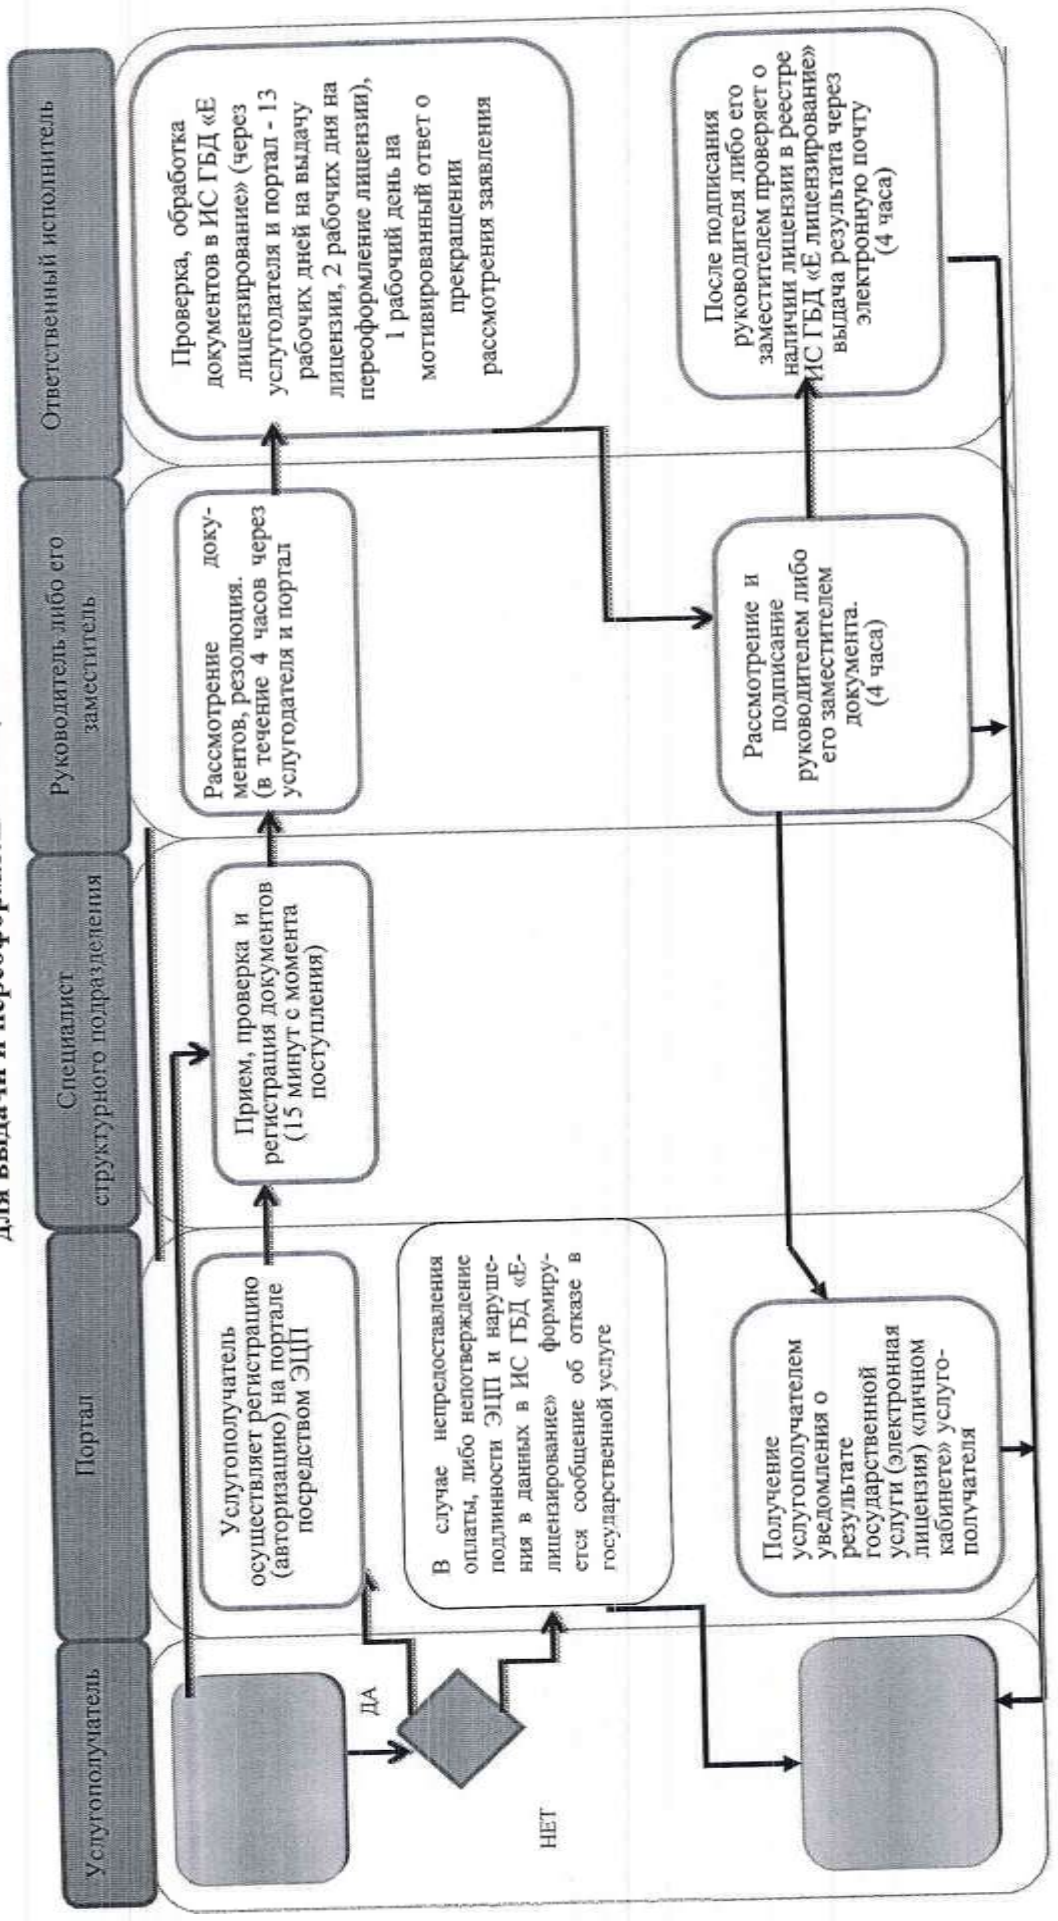 для выдачи и переоформ
Услугополучатель
Портал
Специалист
структурного подразделения
Руководитель либо его
заместитель
Ответственный исполнитель
Услугополучатель
осуществляет регистрацию
(авторизацию) на портале
посредством ЭЦП
Прием, проверка и
регистрация документов
(15 минут с момента
поступления)
Рассмотрение доку-
ментов, резолюция.
(в течение 4 часов через
услугодателя и портал
Проверка, обработка
документов в ИС ГБД «Е
лицензирование» (через
услугодателя и портал - 13
рабочих дней на выдачу
лицензии, 2 рабочих дня на
переоформление лицензии),
1 рабочий день на
мотивированный ответ о
прекращении
рассмотрения заявления
ДА
НЕТ
В случае непредоставления
оплаты, либо непотверждение
подлинности ЭЦП и наруше-
ния в данных в ИС ГБД «Е-
лицензирование» формиру-
ется сообщение об отказе в
государственной услуге
Получение
услугополучателем
уведомления о
результате
государственной
услуги (электронная
лицензия) «личном
кабинете» услуго-
получателя
Рассмотрение и
подписание
руководителем либо
его заместителем
документа.
(4 часа)
После подписания
руководителя либо его
заместителем проверяет о
наличии лицензии в реестре
ИС ГБД «Е лицензирование»
выдача результата через
электронную почту
(4 часа)